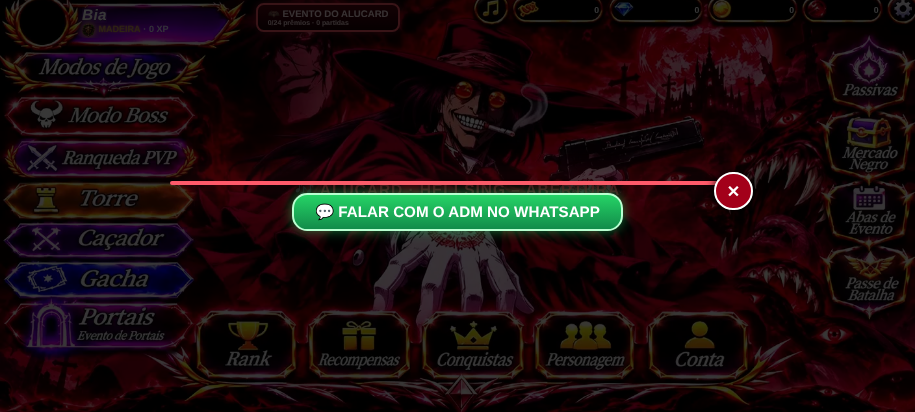 Bia
MADEIRA · 0 XP
EVENTO DO ALUCARD
0/24 prêmios · 0 partidas
0
0
0
0
Modos de Jogo
Modo Boss
Ranqueda PVP
Torre
Caçador
Gacha
Portais
Evento de Portais
Passivas
Mercado
Negro
Abas de
Evento
Passe de
Batalha
ALUCARD
HELLSING
×
💬 FALAR COM O ADM NO WHATSAPP
Rank
Recompensas
Conquistas
Personagem
Conta